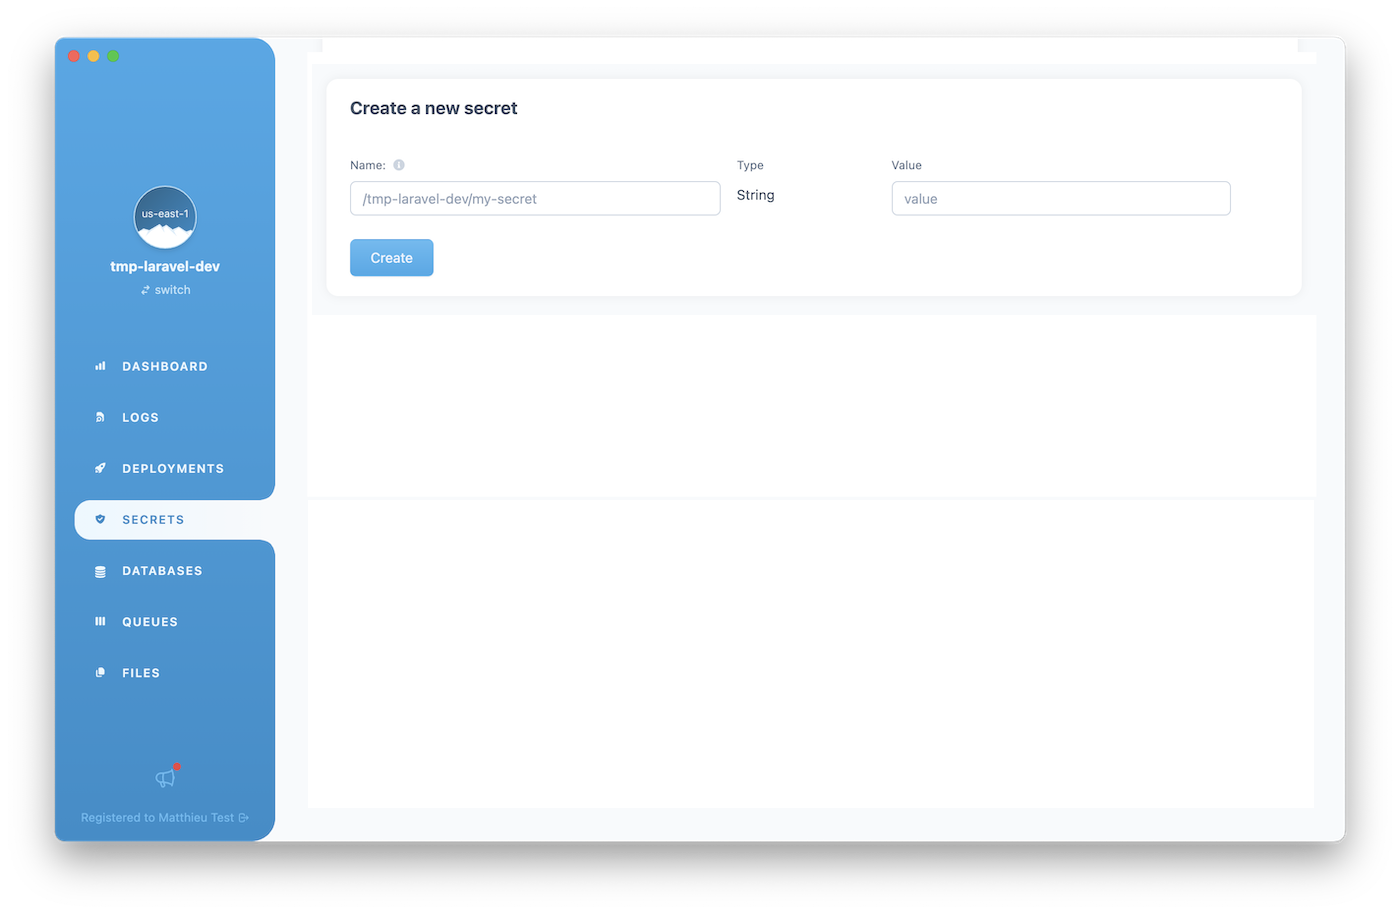 us-east-1
tmp-laravel-dev
switch
DASHBOARD
LOGS
DEPLOYMENTS
SECRETS
DATABASES
QUEUES
FILES
Registered to Matthieu Test
Create a new secret
Name:
Type
Value
/tmp-laravel-dev/my-secret
String
value
Create